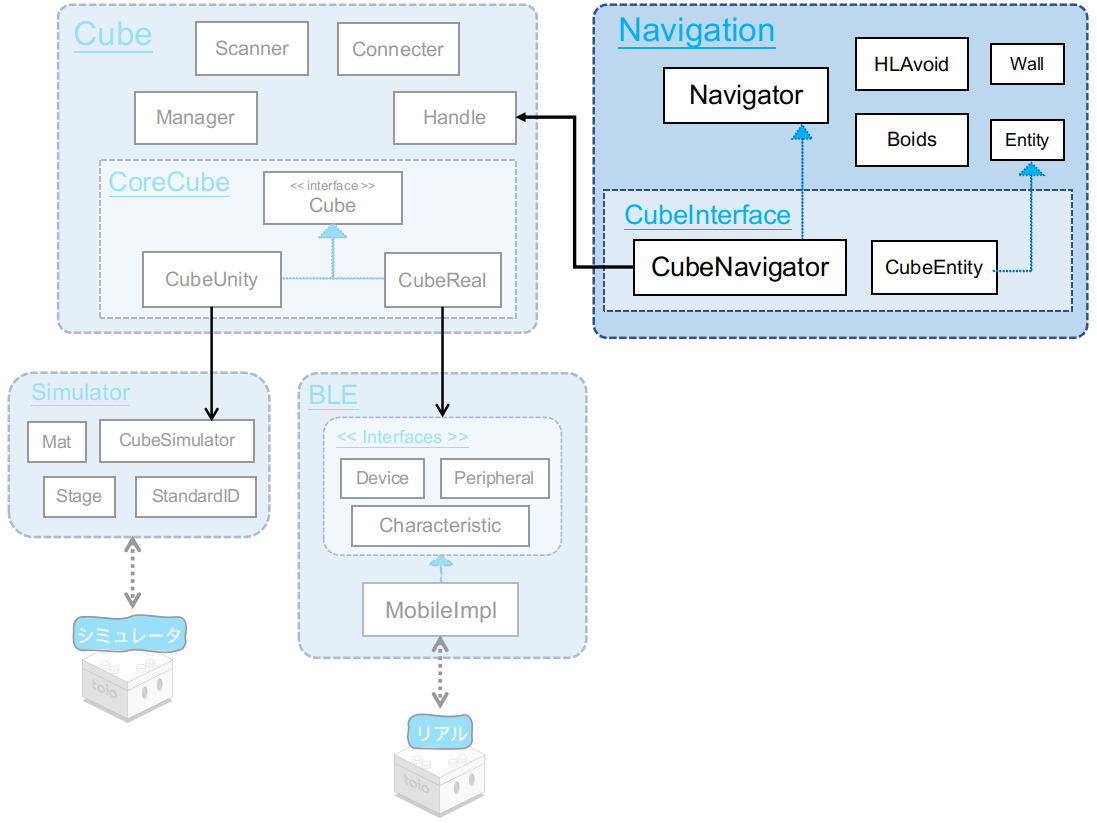 Cube
Scanner
Connecter
Manager
Handle
CoreCube
<< interface >>
Cube
CubeUnity
CubeReal
Navigation
Navigator
HLAvoid
Wall
Boids
Entity
CubeInterface
CubeNavigator
CubeEntity
Simulator
Mat
CubeSimulator
Stage
StandardID
BLE
<< Interfaces >>
Device
Peripheral
Characteristic
MobileImpl
シミュレータ
toio
リアル
toio